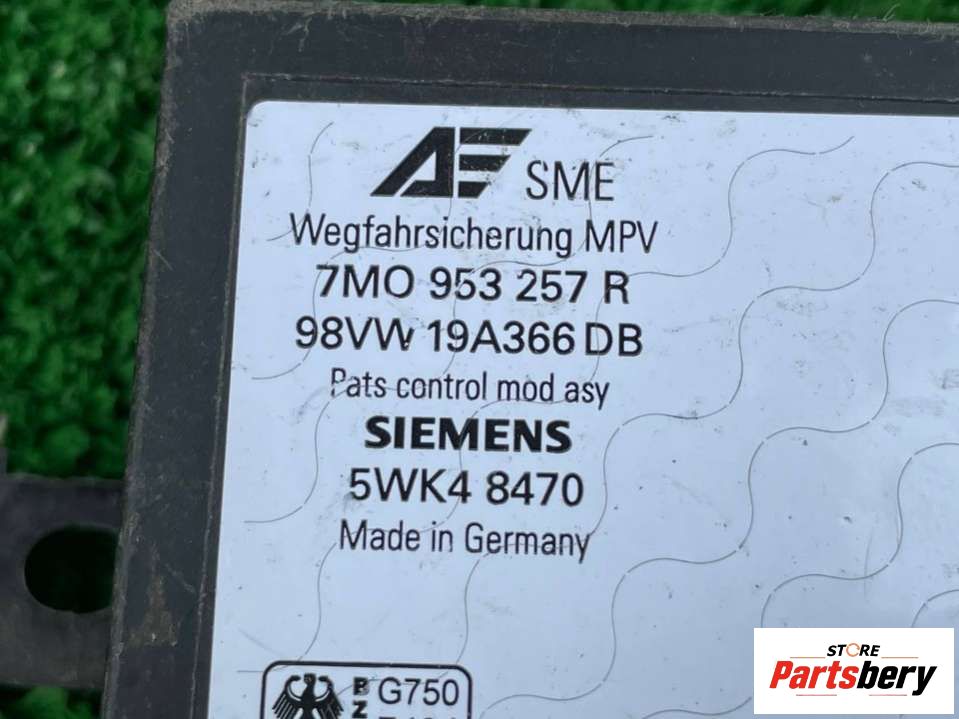 AF SME
Wegfahrsicherung MPV
7MO 953 257 R
98VW 19A366 DB
Pats control mod asy
SIEMENS
5WK4 8470
Made in Germany
B
Z
G750
STORE
Partsbery